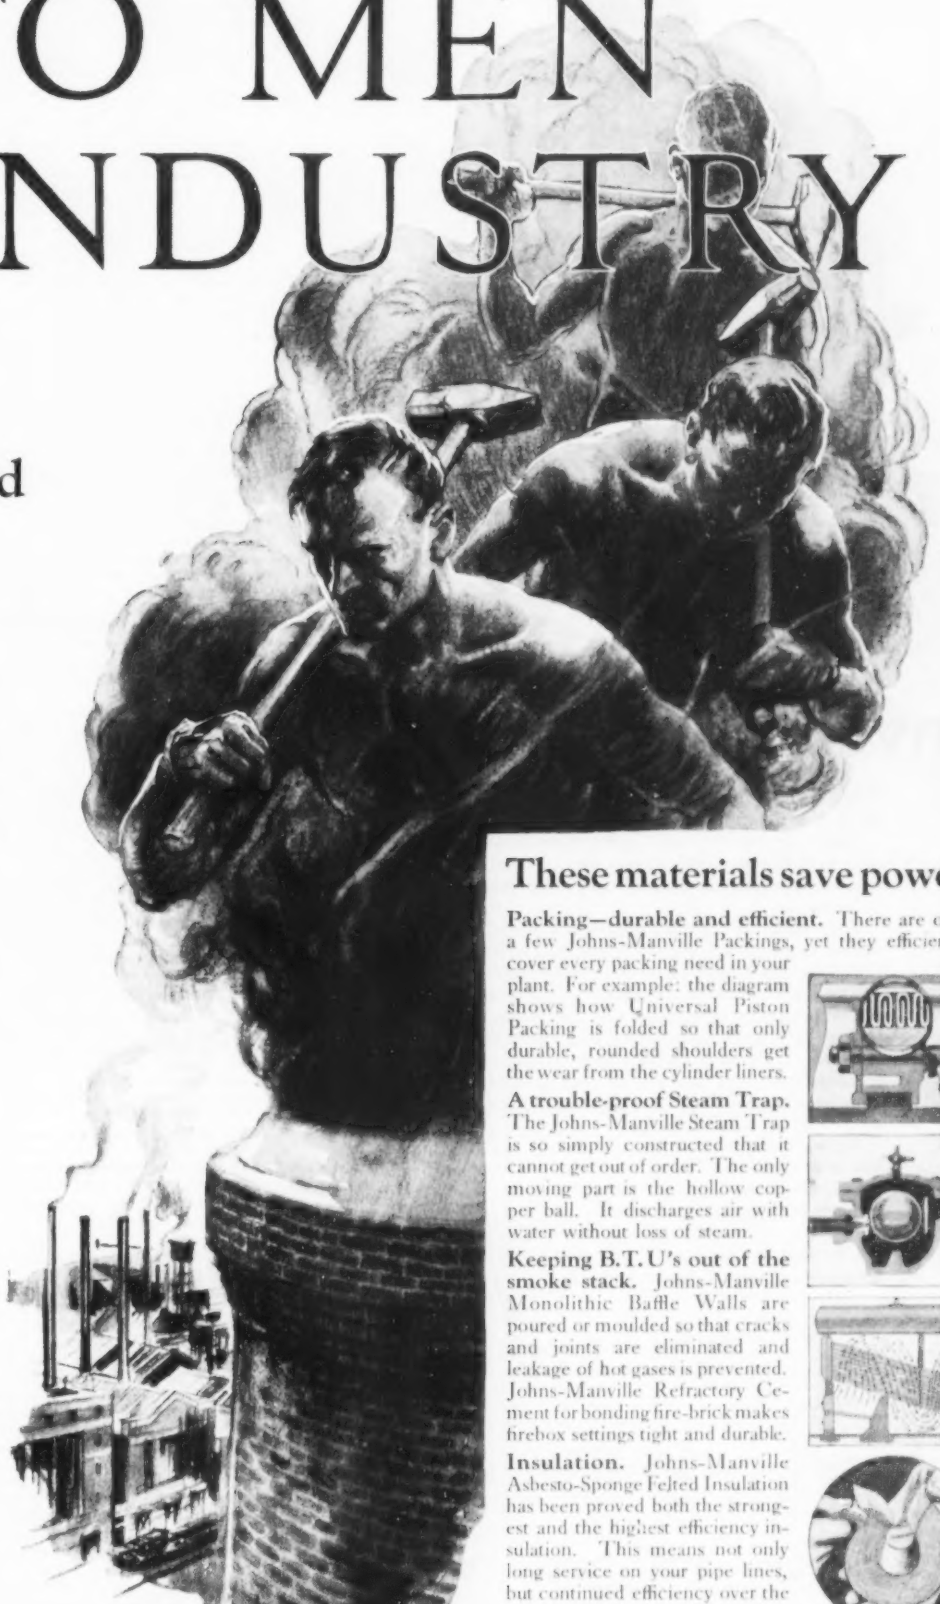 TO MEN
NDUSTRY
d
These materials save
Packing—durable and efficient. There are
a few Johns-Manville Packings, yet they
cover every packing need in your
plant. For example: the diagram
shows how Universal Piston
Packing is folded so that only
durable, rounded shoulders get
the wear from the cylinder liners.
A trouble-proof Steam Trap.
The Johns-Manville Steam Trap
is so simply constructed that it
cannot get out of order. The only
moving part is the hollow cop-
per ball. It discharges air with
water without loss of steam.
Keeping B.T.U's out of the
smoke stack. Johns-Manville
Monolithic Baffle Walls are
poured or moulded so that cracks
and joints are eliminated and
leakage of hot gases is prevented.
Johns-Manville Refractory Ce-
ment for bonding fire-brick makes
firebox settings tight and durable.
Insulation. Johns-Manville
Asbesto-Sponge Felted Insulation
has been proved both the strong-
est and the highest efficiency in-
sulation. This means not only
long service on your pipe lines,
but continued efficiency over the